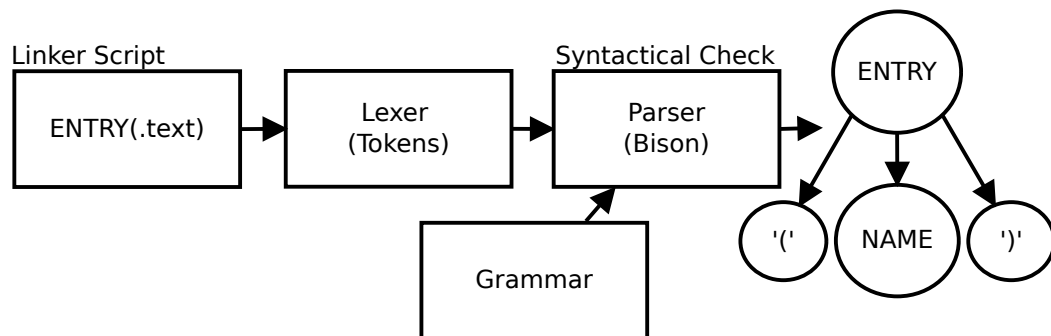 Linker Script
ENTRY(.text)
Lexer
(Tokens)
Syntactical Check
Parser
(Bison)
Grammar
ENTRY
'('
NAME
')'